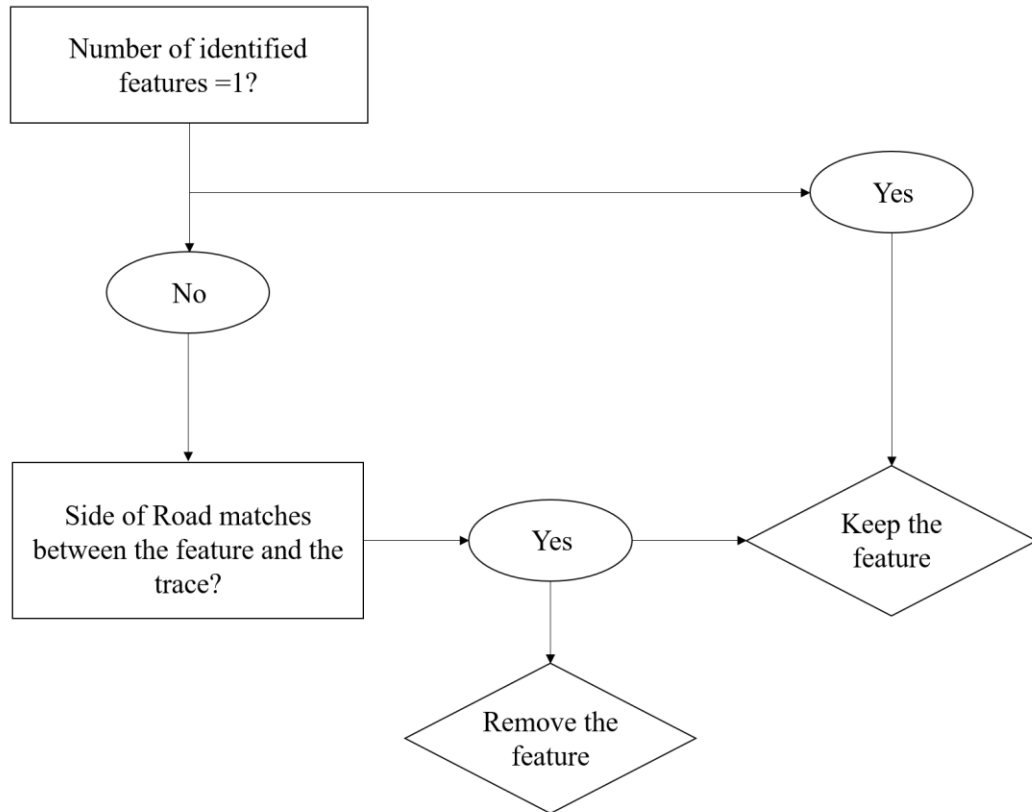 Number of identified
features =1?
Yes
No
Side of Road matches
between the feature and the
trace?
Yes
Keep the
feature
Remove the
feature